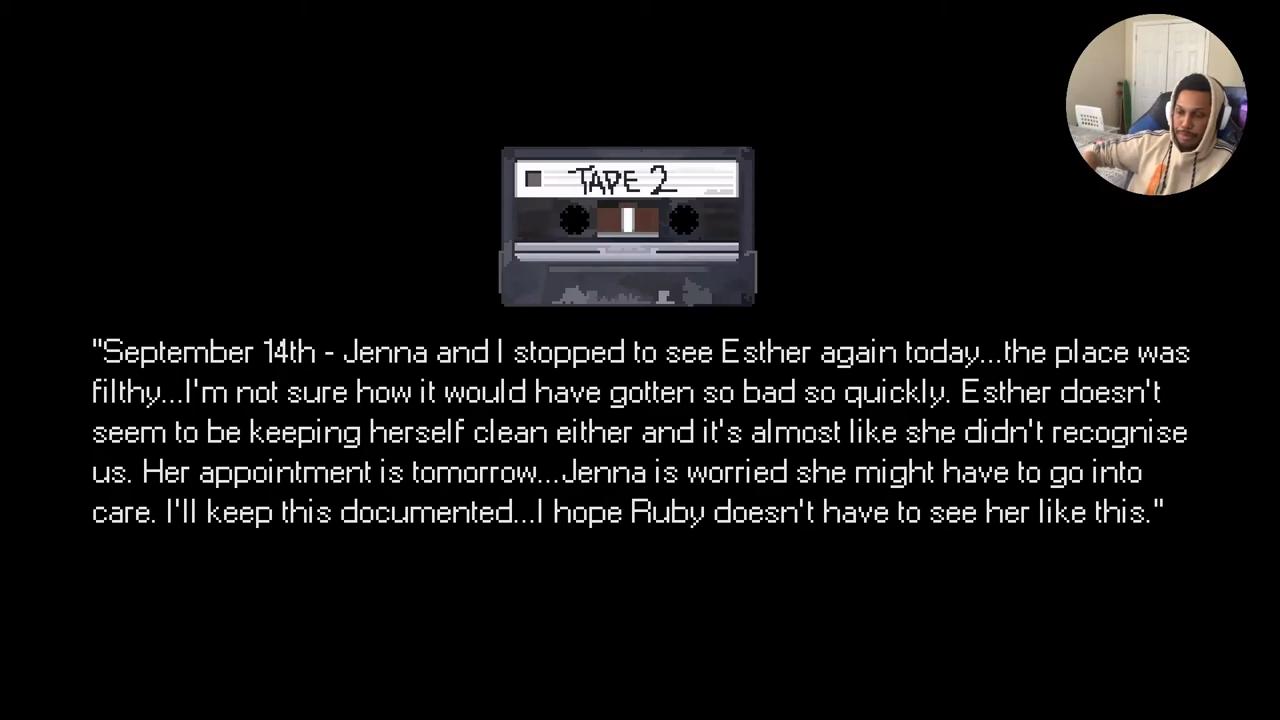 TAPE 2
"September 14th - Jenna and I stopped to see Esther again today...the place was
filthy...I'm not sure how it would have gotten so bad so quickly. Esther doesn't
seem to be keeping herself clean either and it's almost like she didn't recognise
us. Her appointment is tomorrow...Jenna is worried she might have to go into
care. I'll keep this documented...I hope Ruby doesn't have to see her like this."